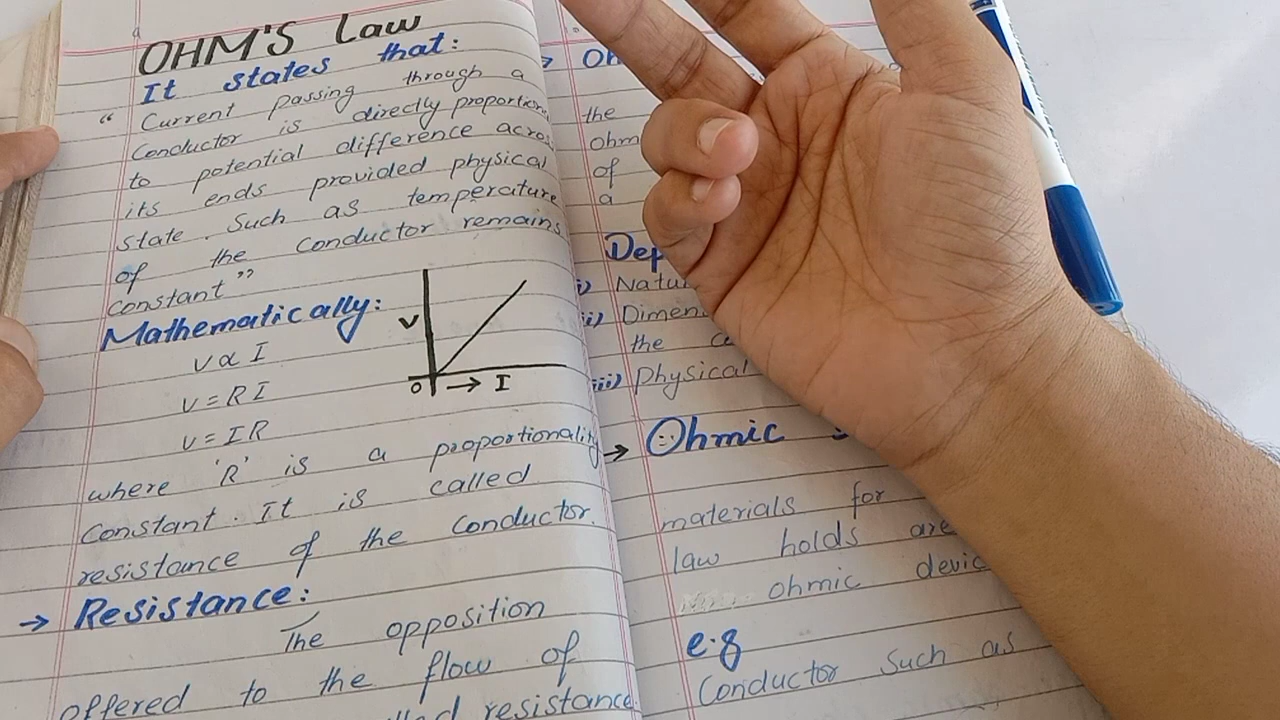 OHM'S Law
It states that:
" Current passing through a
Conductor is directly proportion
to potential difference across
its ends provided physical
state. Such as temperature
of the Conductor remains
constant"
Mathematically:
V
O → I
V ∝ I
V = RI
V = IR
where 'R' is a proportionality
Constant. It is called
resistance of the Conductor.
→ Resistance:
The opposition
offered to the flow of
resistance
Oh
the
ohm
of
a
Dep
i) Natu
ii) Dimen
the
iii) Physical
→ Ohmic
materials for
law holds are
ohmic devic
e.g
Conductor Such as